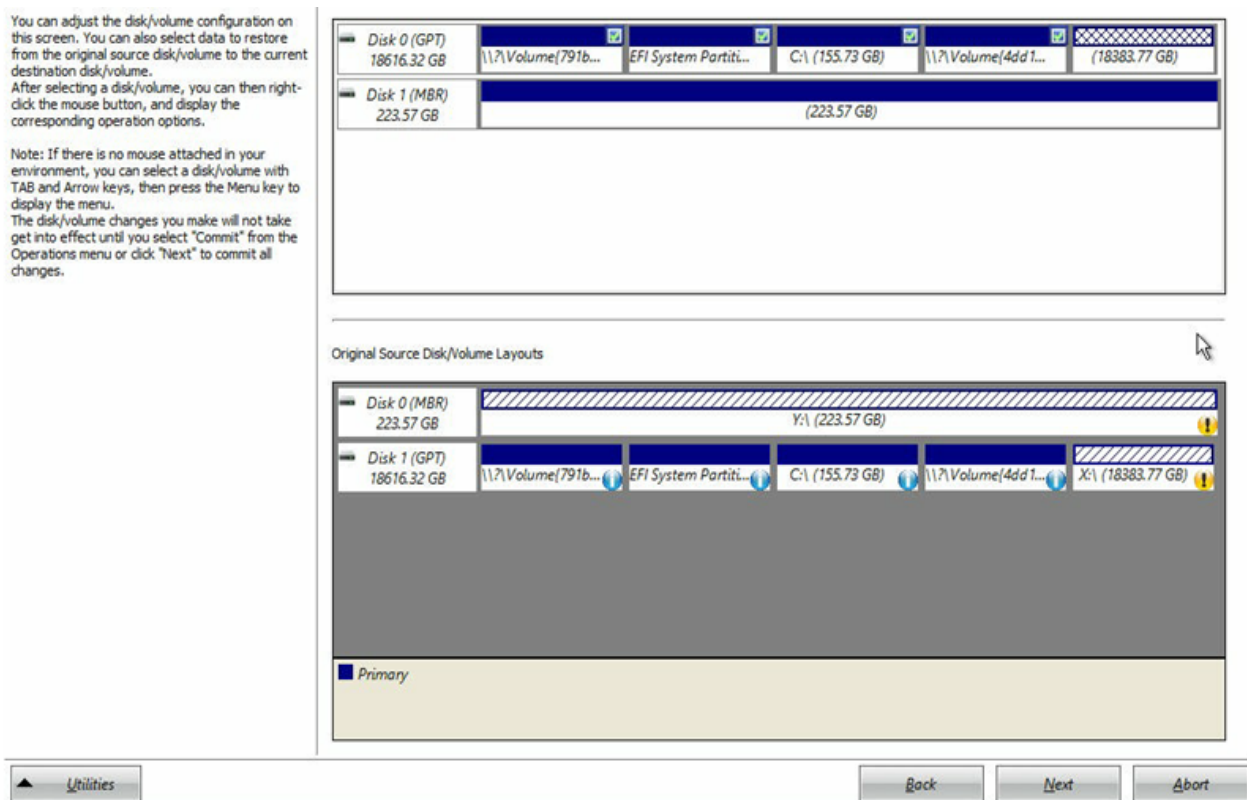 You can adjust the disk/volume configuration on
this screen. You can also select data to restore
from the original source disk/volume to the current
destination disk/volume.
After selecting a disk/volume, you can then right-
click the mouse button, and display the
corresponding operation options.
Note: If there is no mouse attached in your
environment, you can select a disk/volume with
TAB and Arrow keys, then press the Menu key to
display the menu.
The disk/volume changes you make will not take
get into effect until you select "Commit" from the
Operations menu or click "Next" to commit all
changes.
Disk 0 (GPT)
18616.32 GB
\\?\Volume{791b...
EFI System Partiti...
C:\ (155.73 GB)
\\?\Volume{4dd1...
(18383.77 GB)
Disk 1 (MBR)
223.57 GB
(223.57 GB)
Original Source Disk/Volume Layouts
Disk 0 (MBR)
223.57 GB
Y:\ (223.57 GB)
Disk 1 (GPT)
18616.32 GB
\\?\Volume{791b...
EFI System Partiti...
C:\ (155.73 GB)
\\?\Volume{4dd1...
X:\ (18383.77 GB)
Primary
Utilities
Back
Next
Abort